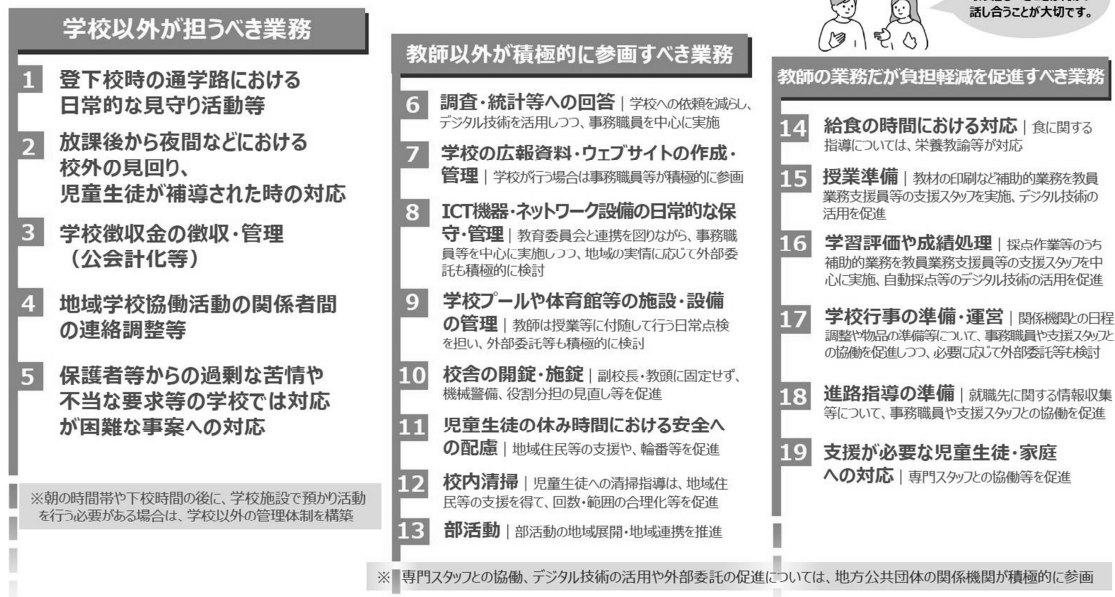 話し合うことが大切です。
学校以外が担うべき業務
1 登下校時の通学路における
日常的な見守り活動等
2 放課後から夜間などにおける
校外の見回り、
児童生徒が補導された時の対応
3 学校徴収金の徴収・管理
（公会計化等）
4 地域学校協働活動の関係者間
の連絡調整等
5 保護者等からの過剰な苦情や
不当な要求等の学校では対応
が困難な事案への対応
※朝の時間帯や下校時間の後に、学校施設で預かり活動
を行う必要がある場合は、学校以外の管理体制を構築
教師以外が積極的に参画すべき業務
6 調査・統計等への回答｜学校への依頼を減らし、
デジタル技術を活用しつつ、事務職員を中心に実施
7 学校の広報資料・ウェブサイトの作成・
管理｜学校が行う場合は事務職員等が積極的に参画
8 ICT機器・ネットワーク設備の日常的な保
守・管理｜教育委員会と連携を図りながら、事務職
員等を中心に実施しつつ、地域の実情に応じて外部委
託も積極的に検討
9 学校プールや体育館等の施設・設備
の管理｜教師は授業等に付随して行う日常点検
を担い、外部委託等も積極的に検討
10 校舎の開錠・施錠｜副校長・教頭に固定せず、
機械警備、役割分担の見直し等を促進
11 児童生徒の休み時間における安全へ
の配慮｜地域住民等の支援や、輪番等を促進
12 校内清掃｜児童生徒への清掃指導は、地域住
民等の支援を得て、回数・範囲の合理化等を促進
13 部活動｜部活動の地域展開・地域連携を推進
教師の業務だが負担軽減を促進すべき業務
14 給食の時間における対応｜食に関する
指導については、栄養教諭等が対応
15 授業準備｜教材の印刷など補助的業務を教員
業務支援員等の支援スタッフを実施、デジタル技術の
活用を促進
16 学習評価や成績処理｜採点作業等のうち
補助的業務を教員業務支援員等の支援スタッフを中
心に実施、自動採点等のデジタル技術の活用を促進
17 学校行事の準備・運営｜関係機関との日程
調整や物品の準備等について、事務職員や支援スタッフと
の協働を促進しつつ、必要に応じて外部委託等も検討
18 進路指導の準備｜就職先に関する情報収集
等について、事務職員や支援スタッフとの協働を促進
19 支援が必要な児童生徒・家庭
への対応｜専門スタッフとの協働等を促進
※ 専門スタッフとの協働、デジタル技術の活用や外部委託の促進については、地方公共団体の関係機関が積極的に参画